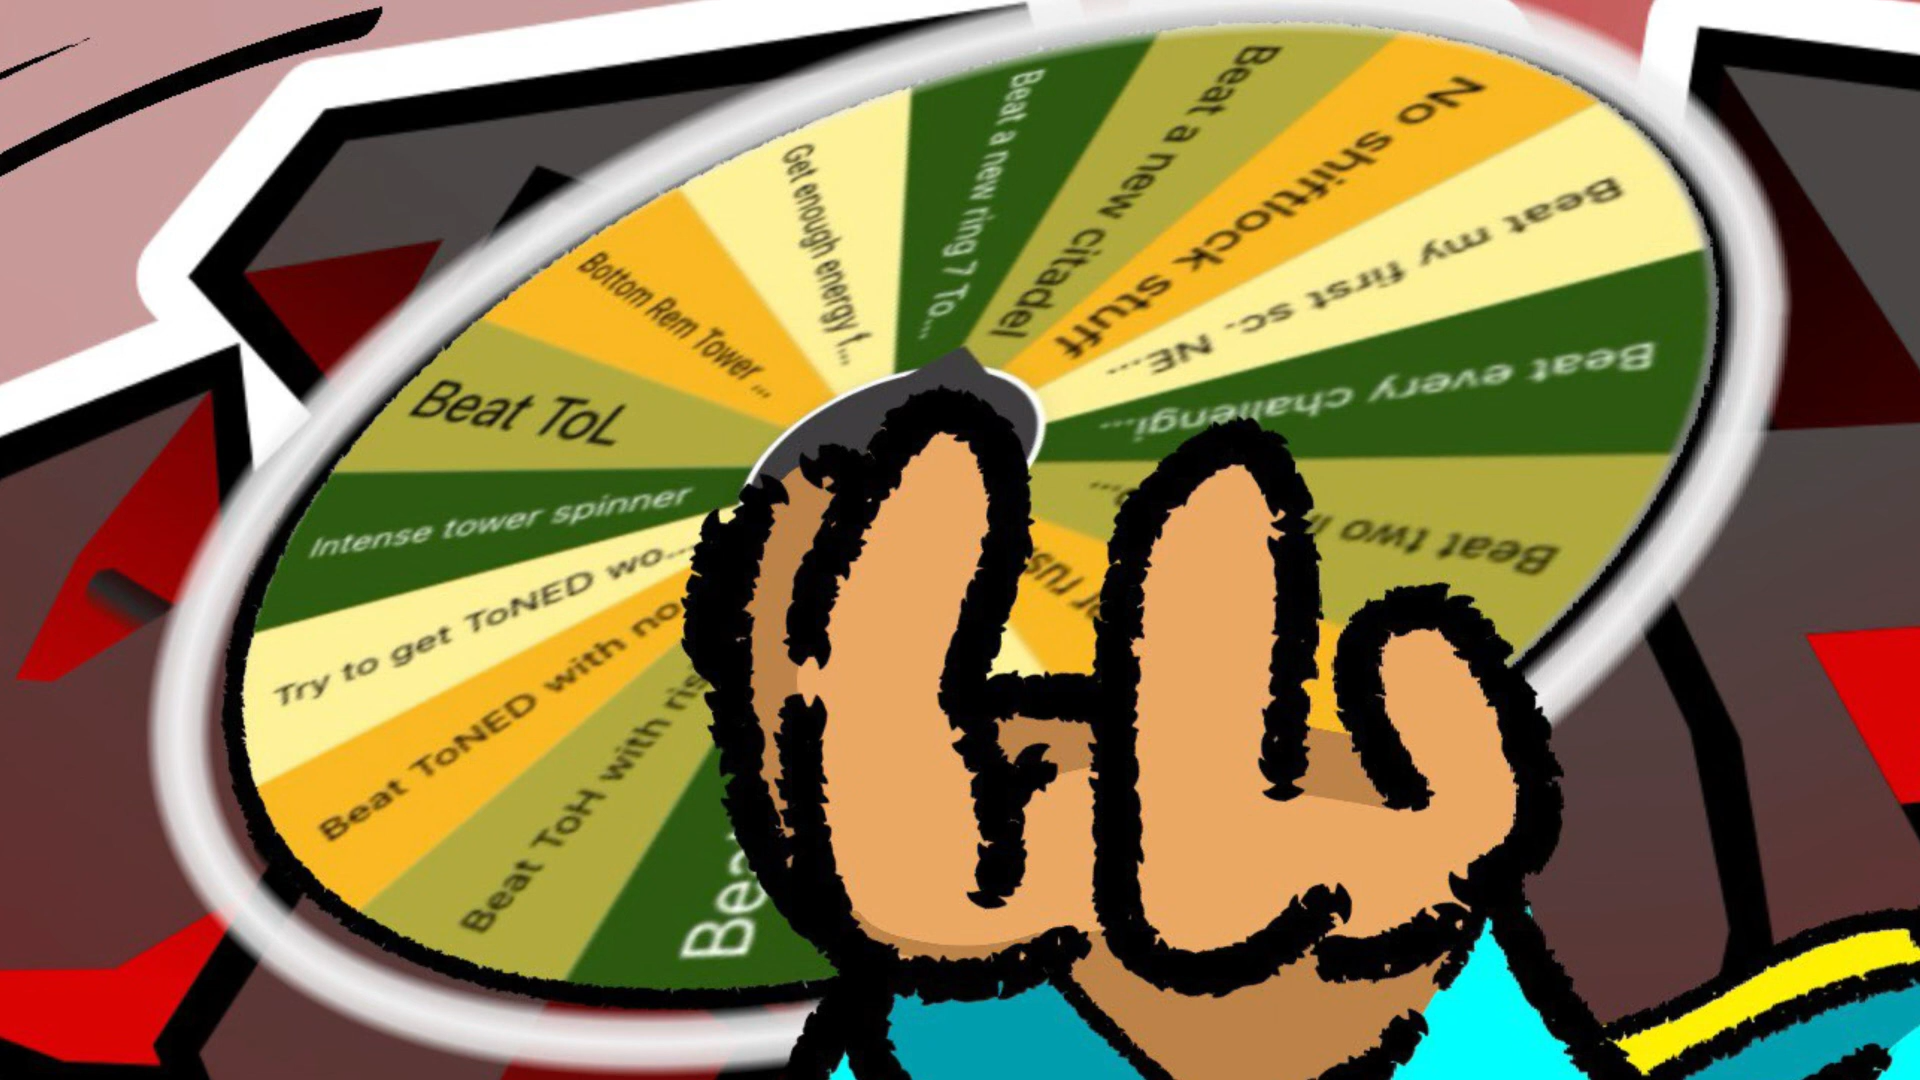 Get enough energy f...
Beat a new ring 7 To...
Beat a new citadel
No shiftlock stuff
Beat my first sc. NE...
Beat every challengi...
Beat two
Bottom Rem Tower ...
Beat ToL
Intense tower spinner
Try to get ToNED wo...
Beat ToNED with no
Beat ToH with